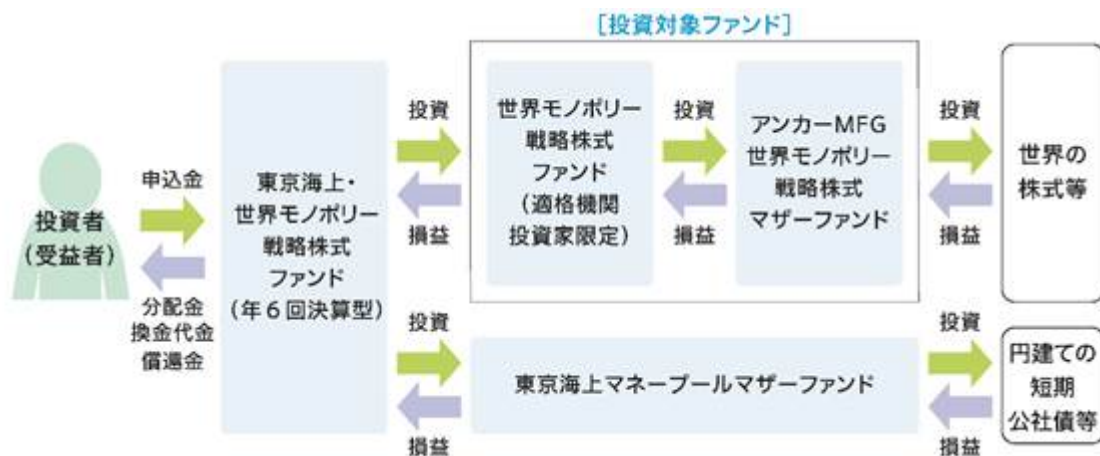 ［投資対象ファンド］
投資者
（受益者）
申込金
分配金
換金代金
償還金
東京海上・
世界モノポリー
戦略株式
ファンド
（年６回決算型）
投資
損益
世界モノポリー
戦略株式
ファンド
（適格機関
投資家限定）
投資
損益
アンカーMFG
世界モノポリー
戦略株式
マザーファンド
投資
損益
世界の
株式等
投資
損益
東京海上マネープールマザーファンド
投資
損益
円建ての
短期
公社債等